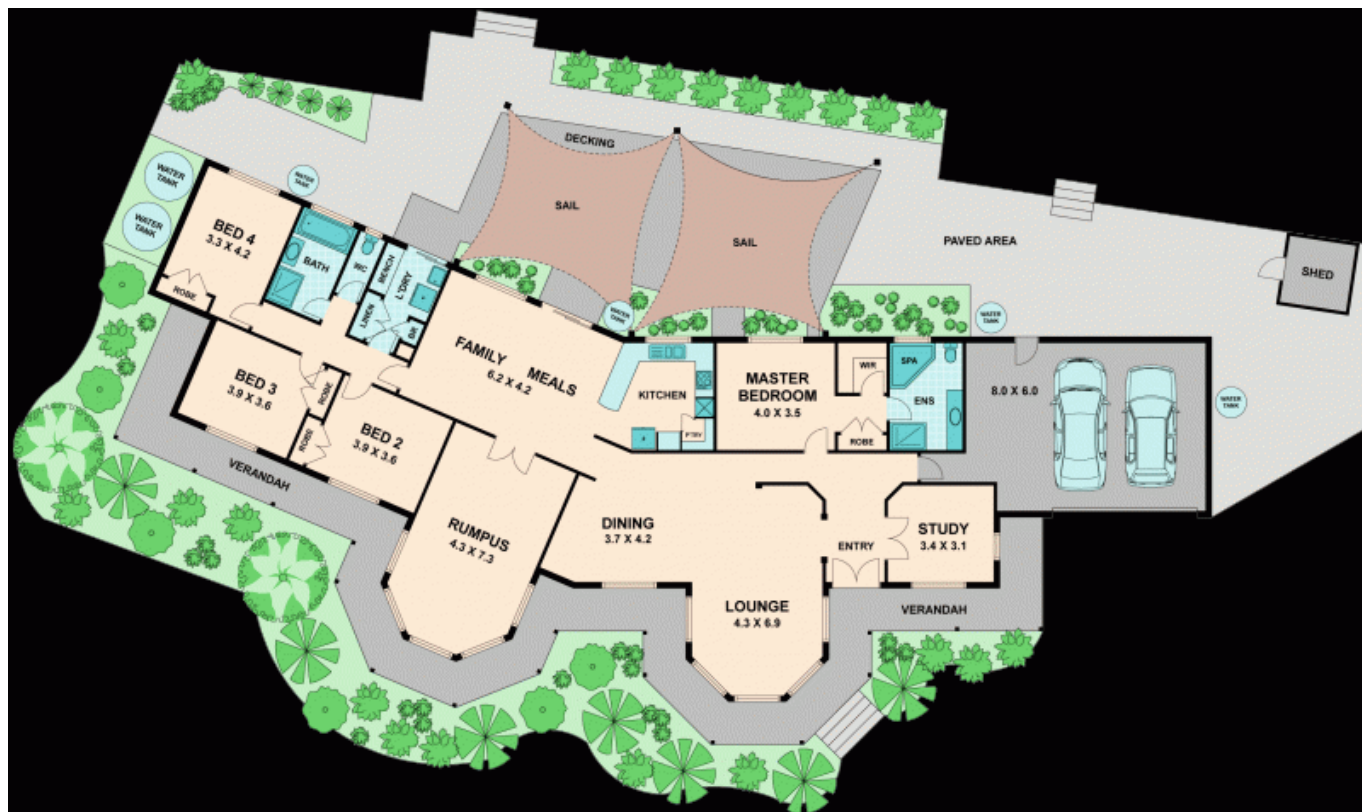 DECKING
WATER
TANK
WATER
TANK
WATER
TANK
SAIL
SAIL
PAVED AREA
SHED
BED 4
3.3 X 4.2
ROBE
BATH
WC
BENCH
L'DRY
LINEN
BR
WATER
TANK
WATER
TANK
WATER
TANK
FAMILY
MEALS
6.2 X 4.2
KITCHEN
PTRY
MASTER
BEDROOM
4.0 X 3.5
WIR
ROBE
SPA
ENS
8.0 X 6.0
BED 3
3.9 X 3.6
ROBE
ROBE
BED 2
3.9 X 3.6
VERANDAH
RUMPUS
4.3 X 7.3
DINING
3.7 X 4.2
ENTRY
STUDY
3.4 X 3.1
LOUNGE
4.3 X 6.9
VERANDAH